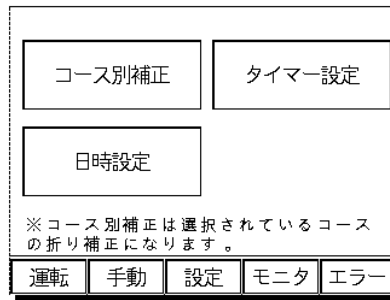 コース別補正 タイマー設定
日時設定
※コース別補正は選択されているコース
の折り補正になります。
運転 手動 設定 モニタ エラー